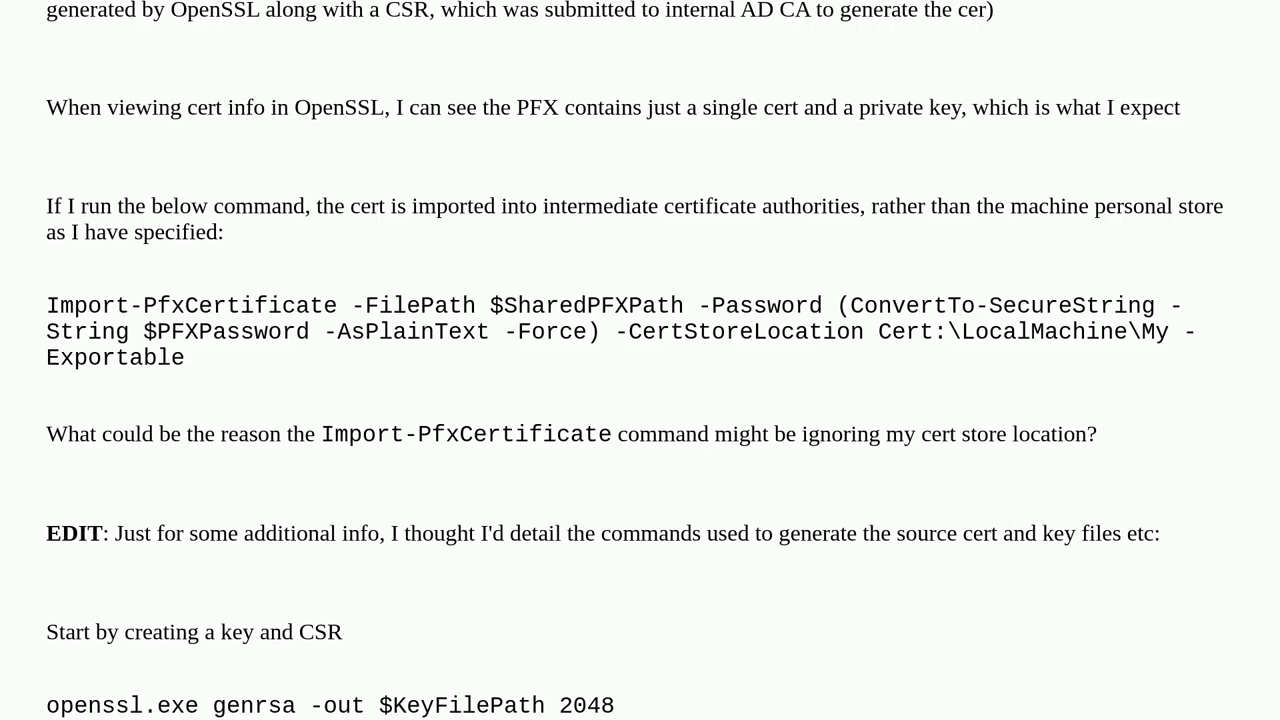 generated by OpenSSL along with a CSR, which was submitted to internal AD CA to generate the cer)
When viewing cert info in OpenSSL, I can see the PFX contains just a single cert and a private key, which is what I expect
If I run the below command, the cert is imported into intermediate certificate authorities, rather than the machine personal store
as I have specified:
Import-PfxCertificate -FilePath $SharedPFXPath -Password (ConvertTo-SecureString -
String $PFXPassword -AsPlainText -Force) -CertStoreLocation Cert:\LocalMachine\My -
Exportable
What could be the reason the Import-PfxCertificate command might be ignoring my cert store location?
EDIT: Just for some additional info, I thought I'd detail the commands used to generate the source cert and key files etc:
Start by creating a key and CSR
openssl.exe genrsa -out $KeyFilePath 2048